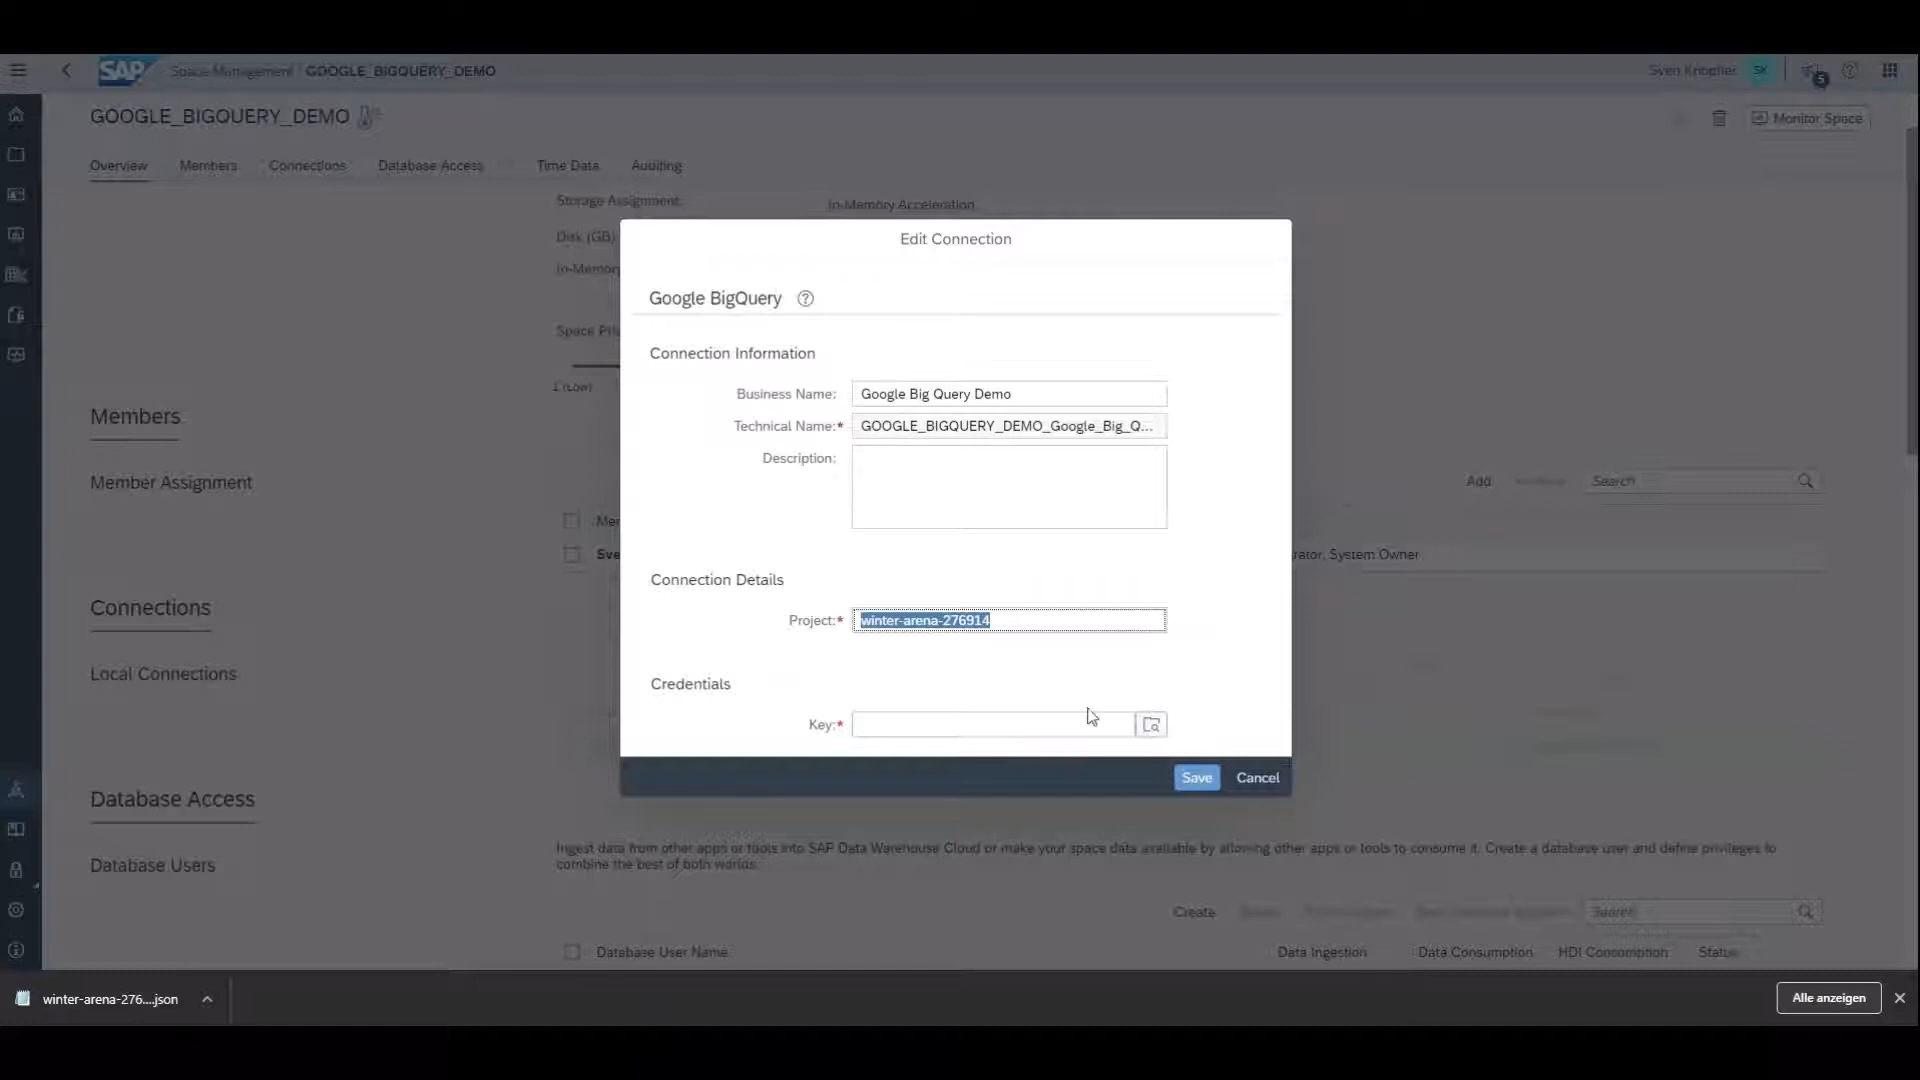 SAP Space Management GOOGLE_BIGQUERY_DEMO Sven Knöpfler SK 5
GOOGLE_BIGQUERY_DEMO Monitor Space
Overview Members Connections Database Access Time Data Auditing
Storage Assignment In-Memory Acceleration
Edit Connection
Disk (GB)
In-Memory
Google BigQuery
Space Pri
Connection Information
1 (Low)
Business Name: Google Big Query Demo
Members
Technical Name:* GOOGLE_BIGQUERY_DEMO_Google_Big_Q...
Description:
Member Assignment Add Search
Mem
Sve rator, System Owner
Connection Details
Connections
Project:* winter-arena-276914
Local Connections
Credentials
Key:*
Save Cancel
Database Access
Ingest data from other apps or tools into SAP Data Warehouse Cloud or make your space data available by allowing other apps or tools to consume it. Create a database user and define privileges to
combine the best of both worlds.
Database Users
Create Search
Database User Name Data Ingestion Data Consumption HDI Consumption Status
winter-arena-276....json Alle anzeigen